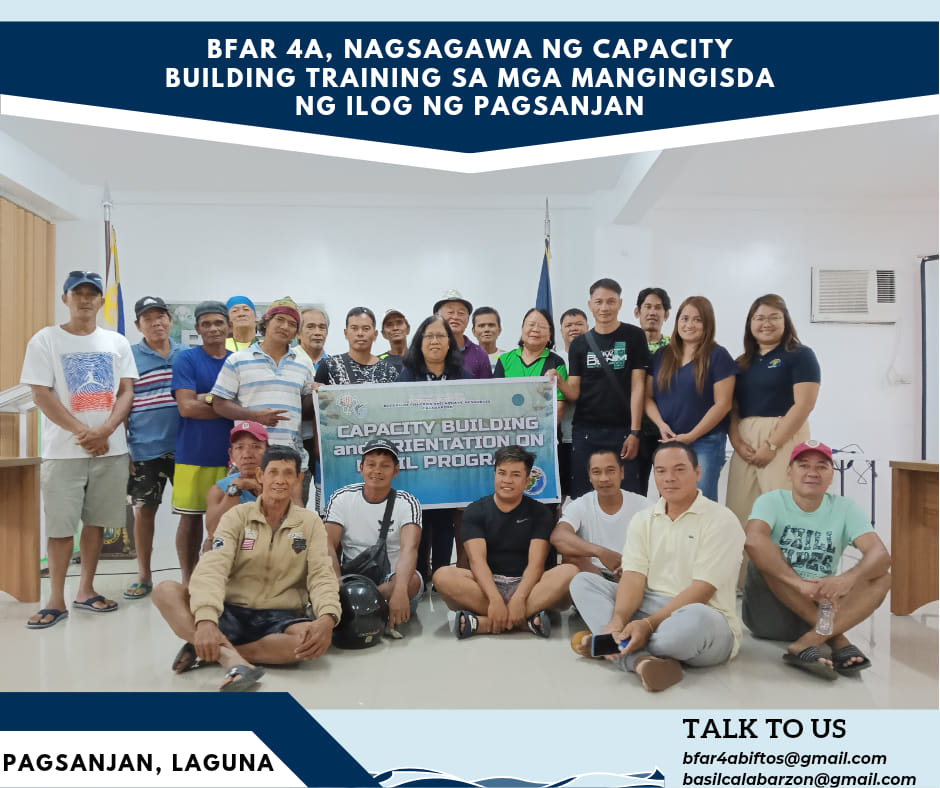 BFAR 4A, NAGSAGAWA NG CAPACITY
BUILDING TRAINING SA MGA MANGINGISDA
NG ILOG NG PAGSANJAN
CAPACITY BUILDING
and ORIENTATION ON
PROGRAM
PAGSANJAN, LAGUNA
TALK TO US
bfar4abiftos@gmail.com
basilcalabarzon@gmail.com